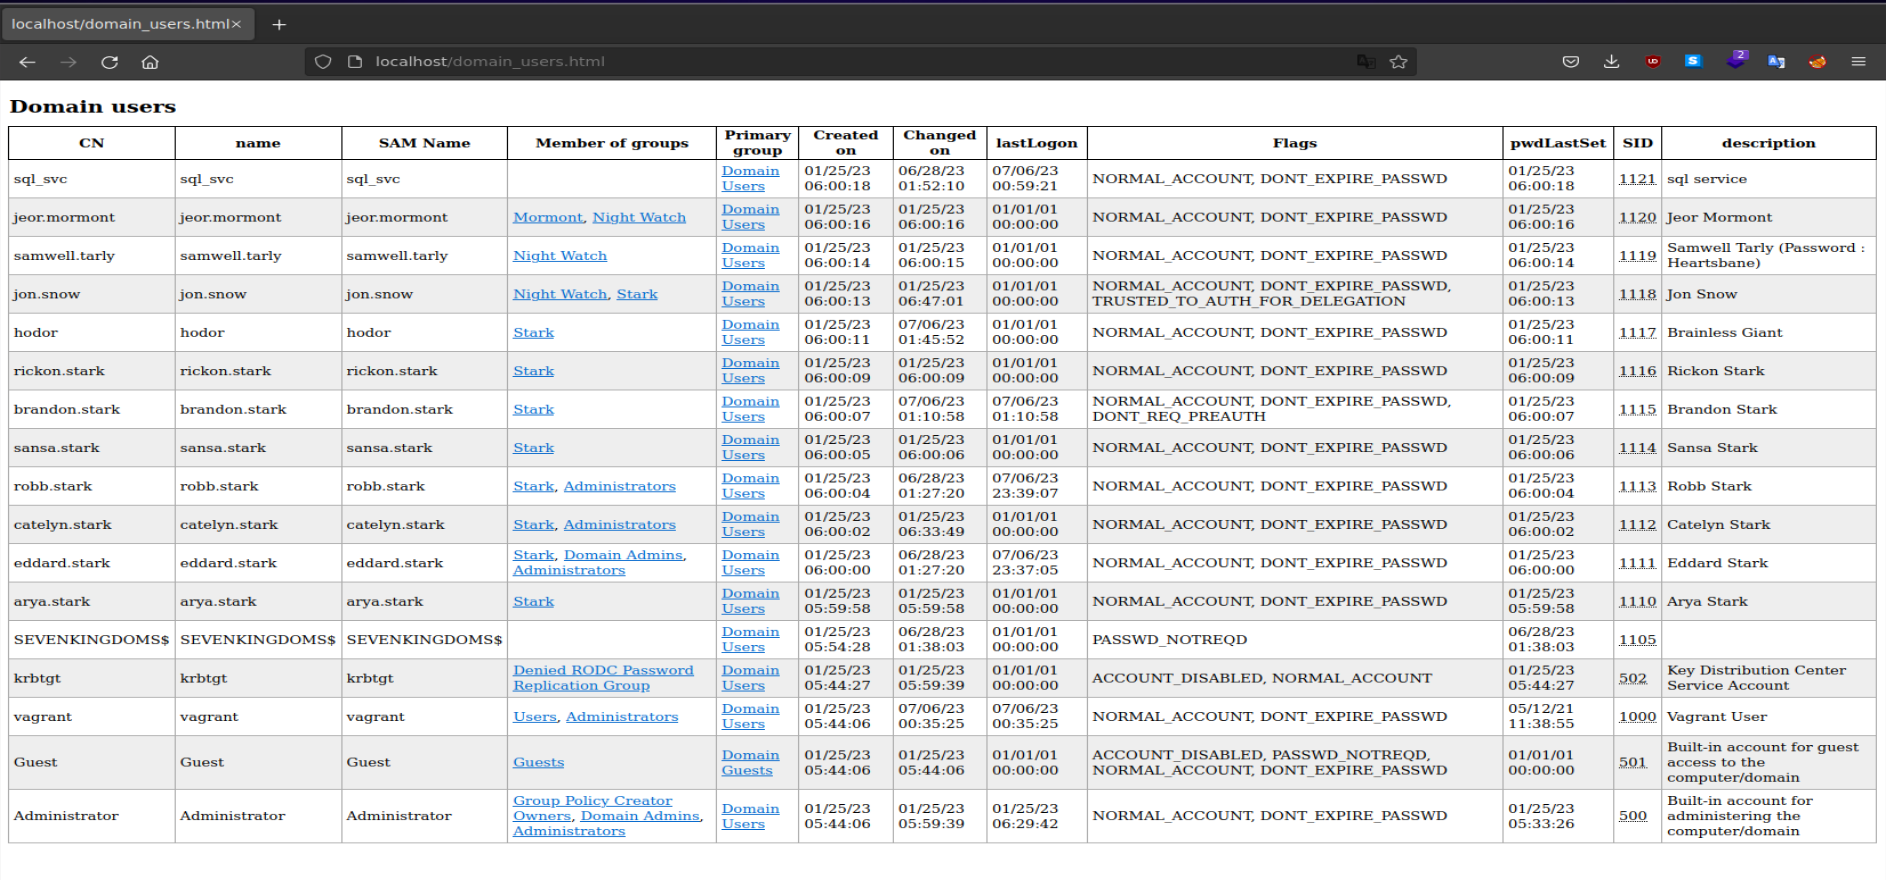 localhost/domain_users.html×
localhost/domain_users.html
2
Domain users
CN name SAM Name Member of groups Primary group Created on Changed on lastLogon Flags pwdLastSet SID description
sql_svc sql_svc sql_svc Domain Users 01/25/23 06:00:18 06/28/23 01:52:10 07/06/23 00:59:21 NORMAL_ACCOUNT, DONT_EXPIRE_PASSWD 01/25/23 06:00:18 1121 sql service
jeor.mormont jeor.mormont jeor.mormont Mormont, Night Watch Domain Users 01/25/23 06:00:16 01/25/23 06:00:16 01/01/01 00:00:00 NORMAL_ACCOUNT, DONT_EXPIRE_PASSWD 01/25/23 06:00:16 1120 Jeor Mormont
samwell.tarly samwell.tarly samwell.tarly Night Watch Domain Users 01/25/23 06:00:14 01/25/23 06:00:15 01/01/01 00:00:00 NORMAL_ACCOUNT, DONT_EXPIRE_PASSWD 01/25/23 06:00:14 1119 Samwell Tarly (Password : Heartsbane)
jon.snow jon.snow jon.snow Night Watch, Stark Domain Users 01/25/23 06:00:13 01/25/23 06:47:01 01/01/01 00:00:00 NORMAL_ACCOUNT, DONT_EXPIRE_PASSWD, TRUSTED_TO_AUTH_FOR_DELEGATION 01/25/23 06:00:13 1118 Jon Snow
hodor hodor hodor Stark Domain Users 01/25/23 06:00:11 07/06/23 01:45:52 01/01/01 00:00:00 NORMAL_ACCOUNT, DONT_EXPIRE_PASSWD 01/25/23 06:00:11 1117 Brainless Giant
rickon.stark rickon.stark rickon.stark Stark Domain Users 01/25/23 06:00:09 01/25/23 06:00:09 01/01/01 00:00:00 NORMAL_ACCOUNT, DONT_EXPIRE_PASSWD 01/25/23 06:00:09 1116 Rickon Stark
brandon.stark brandon.stark brandon.stark Stark Domain Users 01/25/23 06:00:07 07/06/23 01:10:58 07/06/23 01:10:58 NORMAL_ACCOUNT, DONT_EXPIRE_PASSWD, DONT_REQ_PREAUTH 01/25/23 06:00:07 1115 Brandon Stark
sansa.stark sansa.stark sansa.stark Stark Domain Users 01/25/23 06:00:05 01/25/23 06:00:06 01/01/01 00:00:00 NORMAL_ACCOUNT, DONT_EXPIRE_PASSWD 01/25/23 06:00:06 1114 Sansa Stark
robb.stark robb.stark robb.stark Stark, Administrators Domain Users 01/25/23 06:00:04 06/28/23 01:27:20 07/06/23 23:39:07 NORMAL_ACCOUNT, DONT_EXPIRE_PASSWD 01/25/23 06:00:04 1113 Robb Stark
catelyn.stark catelyn.stark catelyn.stark Stark, Administrators Domain Users 01/25/23 06:00:02 01/25/23 06:33:49 01/01/01 00:00:00 NORMAL_ACCOUNT, DONT_EXPIRE_PASSWD 01/25/23 06:00:02 1112 Catelyn Stark
eddard.stark eddard.stark eddard.stark Stark, Domain Admins, Administrators Domain Users 01/25/23 06:00:00 06/28/23 01:27:20 07/06/23 23:37:05 NORMAL_ACCOUNT, DONT_EXPIRE_PASSWD 01/25/23 06:00:00 1111 Eddard Stark
arya.stark arya.stark arya.stark Stark Domain Users 01/25/23 05:59:58 01/25/23 05:59:58 01/01/01 00:00:00 NORMAL_ACCOUNT, DONT_EXPIRE_PASSWD 01/25/23 05:59:58 1110 Arya Stark
SEVENKINGDOMS$ SEVENKINGDOMS$ SEVENKINGDOMS$ Domain Users 01/25/23 05:54:28 06/28/23 01:38:03 01/01/01 00:00:00 PASSWD_NOTREQD 06/28/23 01:38:03 1105
krbtgt krbtgt krbtgt Denied RODC Password Replication Group Domain Users 01/25/23 05:44:27 01/25/23 05:59:39 01/01/01 00:00:00 ACCOUNT_DISABLED, NORMAL_ACCOUNT 01/25/23 05:44:27 502 Key Distribution Center Service Account
vagrant vagrant vagrant Users, Administrators Domain Users 01/25/23 05:44:06 07/06/23 00:35:25 07/06/23 00:35:25 NORMAL_ACCOUNT, DONT_EXPIRE_PASSWD 05/12/21 11:38:55 1000 Vagrant User
Guest Guest Guest Guests Domain Guests 01/25/23 05:44:06 01/25/23 05:44:06 01/01/01 00:00:00 ACCOUNT_DISABLED, PASSWD_NOTREQD, NORMAL_ACCOUNT, DONT_EXPIRE_PASSWD 01/01/01 00:00:00 501 Built-in account for guest access to the computer/domain
Administrator Administrator Administrator Group Policy Creator Owners, Domain Admins, Administrators Domain Users 01/25/23 05:44:06 01/25/23 05:59:39 01/25/23 06:29:42 NORMAL_ACCOUNT, DONT_EXPIRE_PASSWD 01/25/23 05:33:26 500 Built-in account for administering the computer/domain